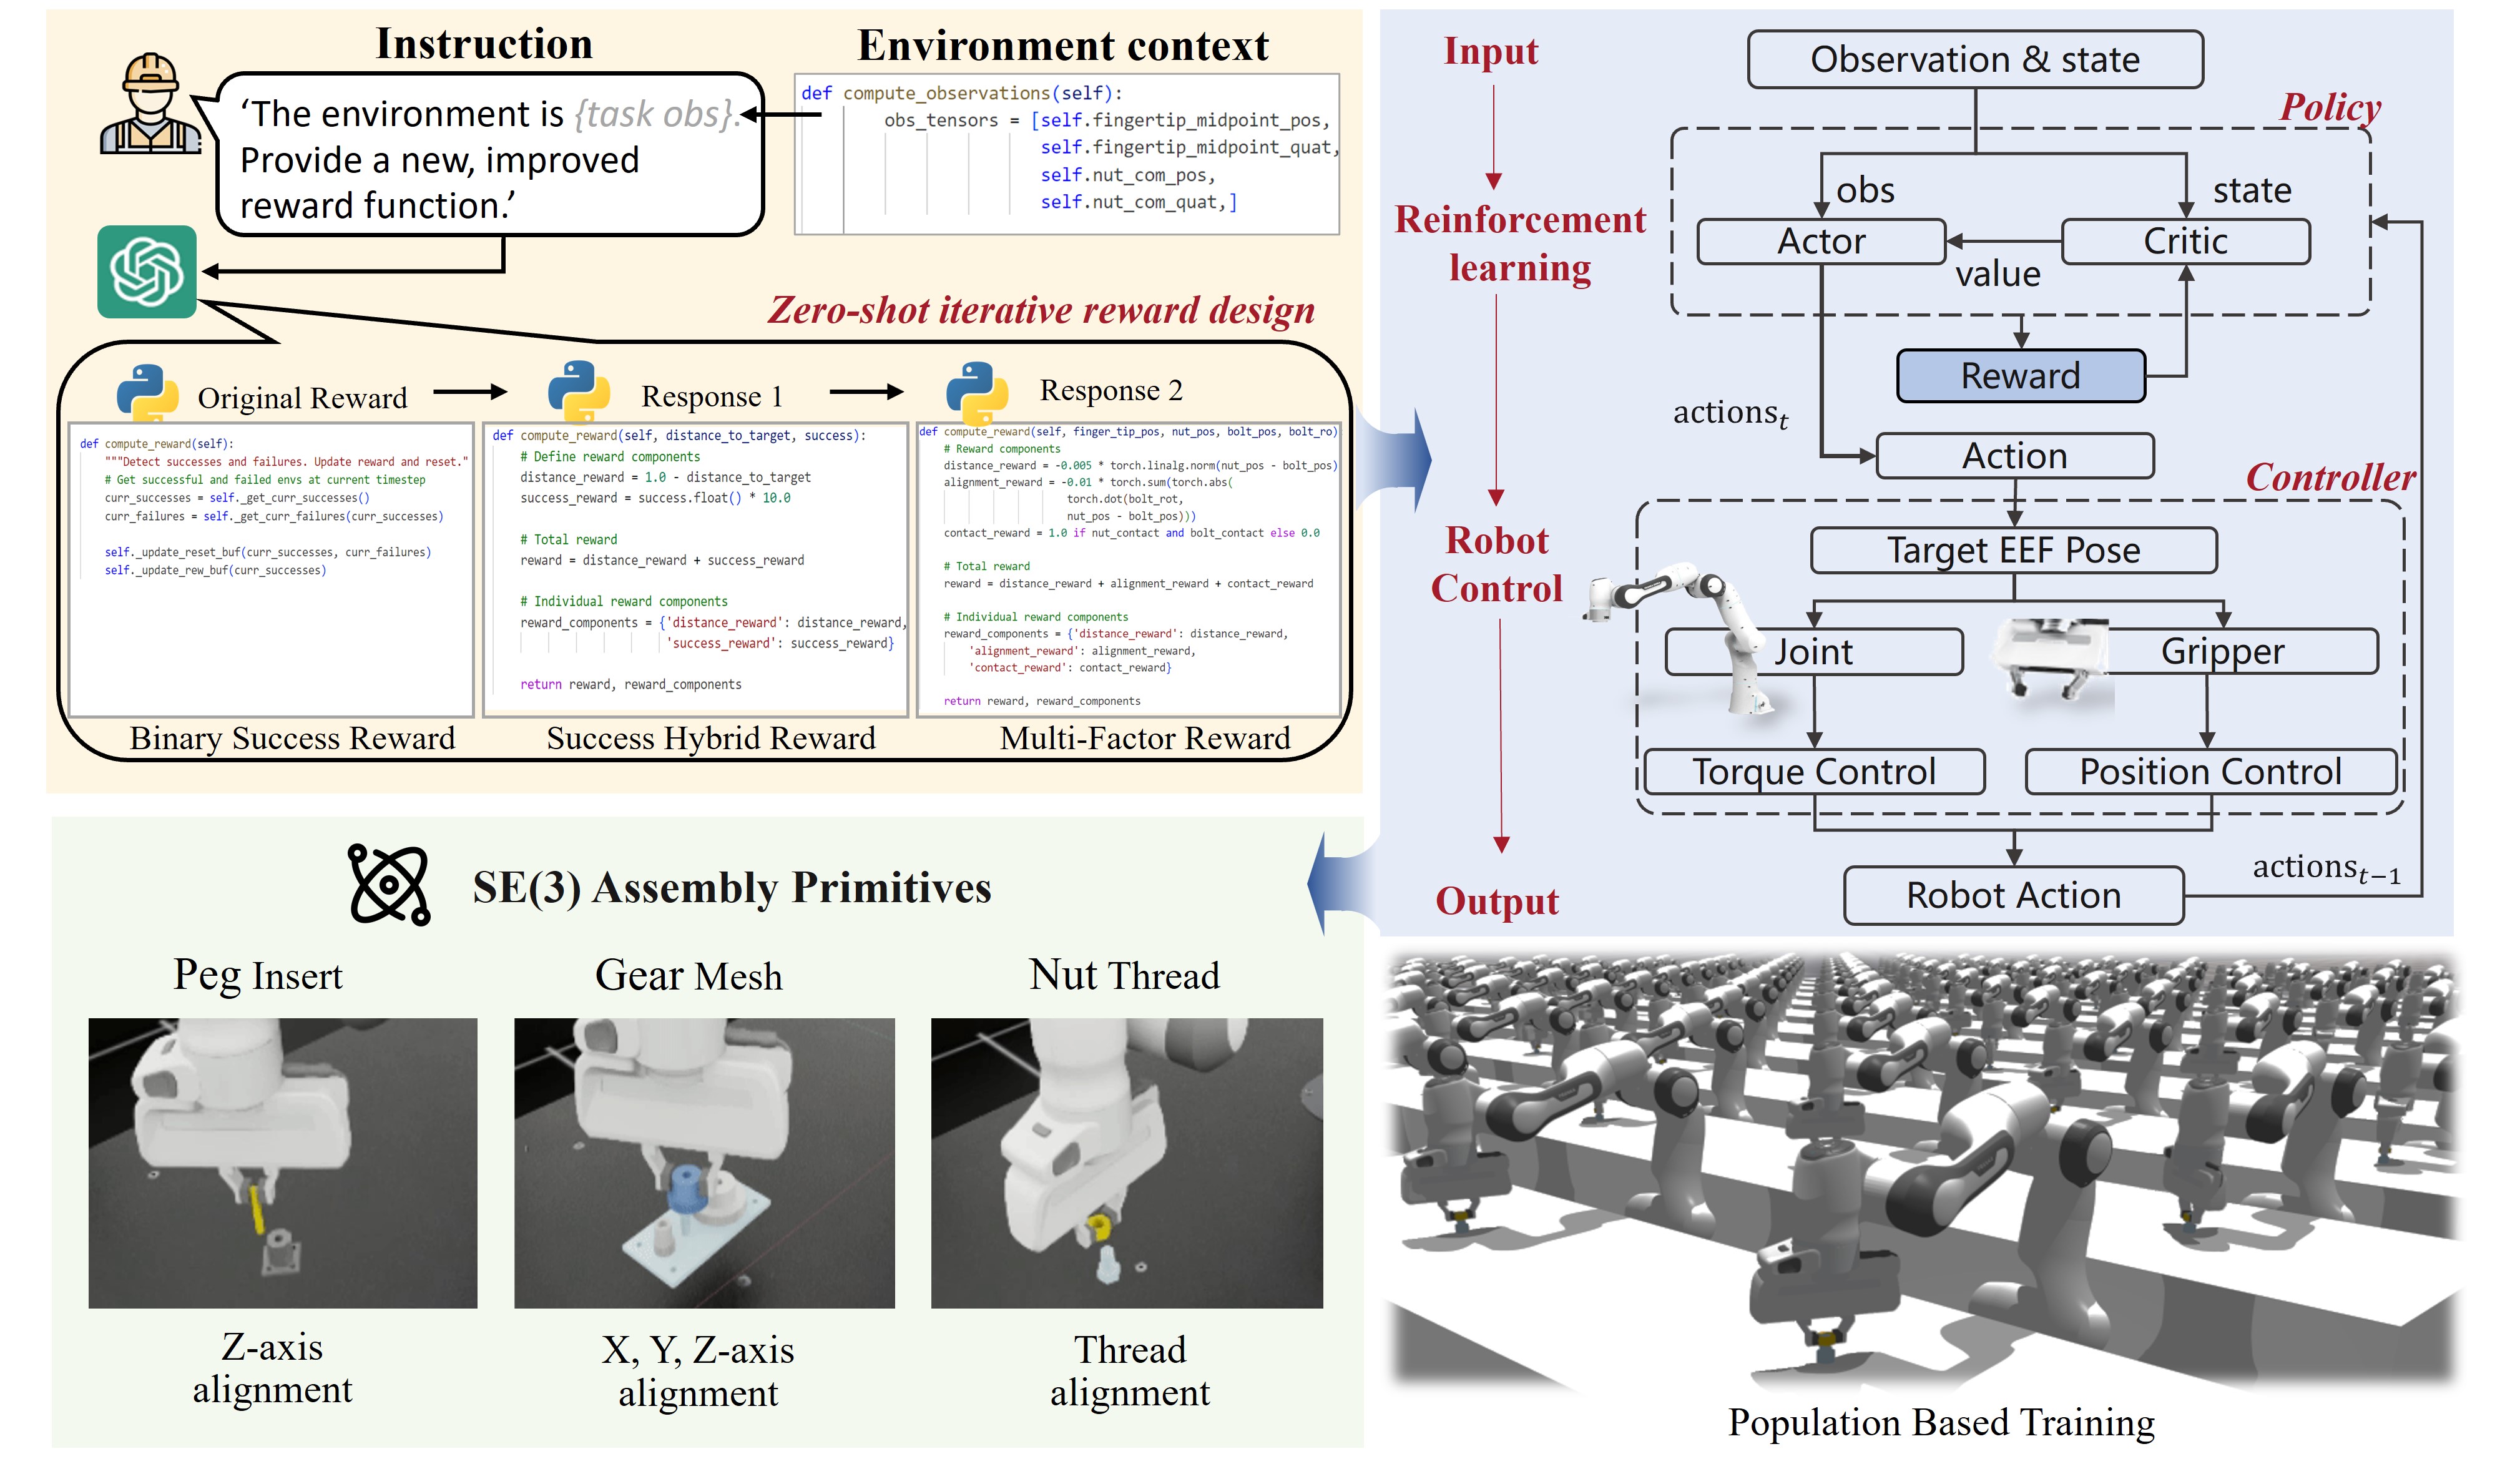 Instruction
‘The environment is {task obs}.
Provide a new, improved
reward function.’
Environment context
def compute_observations(self):
obs_tensors = [self.fingertip_midpoint_pos,
self.fingertip_midpoint_quat,
self.nut_com_pos,
self.nut_com_quat,]
Zero-shot iterative reward design
Original Reward
def compute_reward(self):
"""Detect successes and failures. Update reward and reset."
# Get successful and failed envs at current timestep
curr_successes = self._get_curr_successes()
curr_failures = self._get_curr_failures(curr_successes)
self._update_reset_buf(curr_successes, curr_failures)
self._update_rew_buf(curr_successes)
Binary Success Reward
Response 1
def compute_reward(self, distance_to_target, success):
# Define reward components
distance_reward = 1.0 - distance_to_target
success_reward = success.float() * 10.0
# Total reward
reward = distance_reward + success_reward
# Individual reward components
reward_components = {'distance_reward': distance_reward,
'success_reward': success_reward}
return reward, reward_components
Success Hybrid Reward
Response 2
def compute_reward(self, finger_tip_pos, nut_pos, bolt_pos, bolt_ro)
# Reward components
distance_reward = -0.005 * torch.linalg.norm(nut_pos - bolt_pos)
alignment_reward = -0.01 * torch.sum(torch.abs(
torch.dot(bolt_rot,
nut_pos - bolt_pos)))
contact_reward = 1.0 if nut_contact and bolt_contact else 0.0
# Total reward
reward = distance_reward + alignment_reward + contact_reward
# Individual reward components
reward_components = {'distance_reward': distance_reward,
'alignment_reward': alignment_reward,
'contact_reward': contact_reward}
return reward, reward_components
Multi-Factor Reward
Input
Reinforcement
learning
Robot
Control
Output
Observation & state
Policy
obs
state
Actor
Critic
value
Reward
actionst
Action
Controller
Target EEF Pose
Joint
Gripper
Torque Control
Position Control
Robot Action
actionst−1
SE(3) Assembly Primitives
Peg Insert
Gear Mesh
Nut Thread
Z-axis
alignment
X, Y, Z-axis
alignment
Thread
alignment
Population Based Training